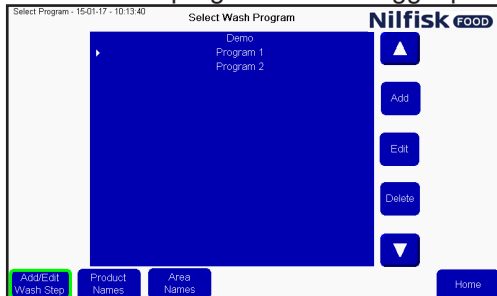 Select Program - 15-01-17 - 10:13:40
Select Wash Program
Nilfisk FOOD
Demo
Program 1
Program 2
Add
Edit
Delete
Add/Edit
Wash Step
Product
Names
Area
Names
Home